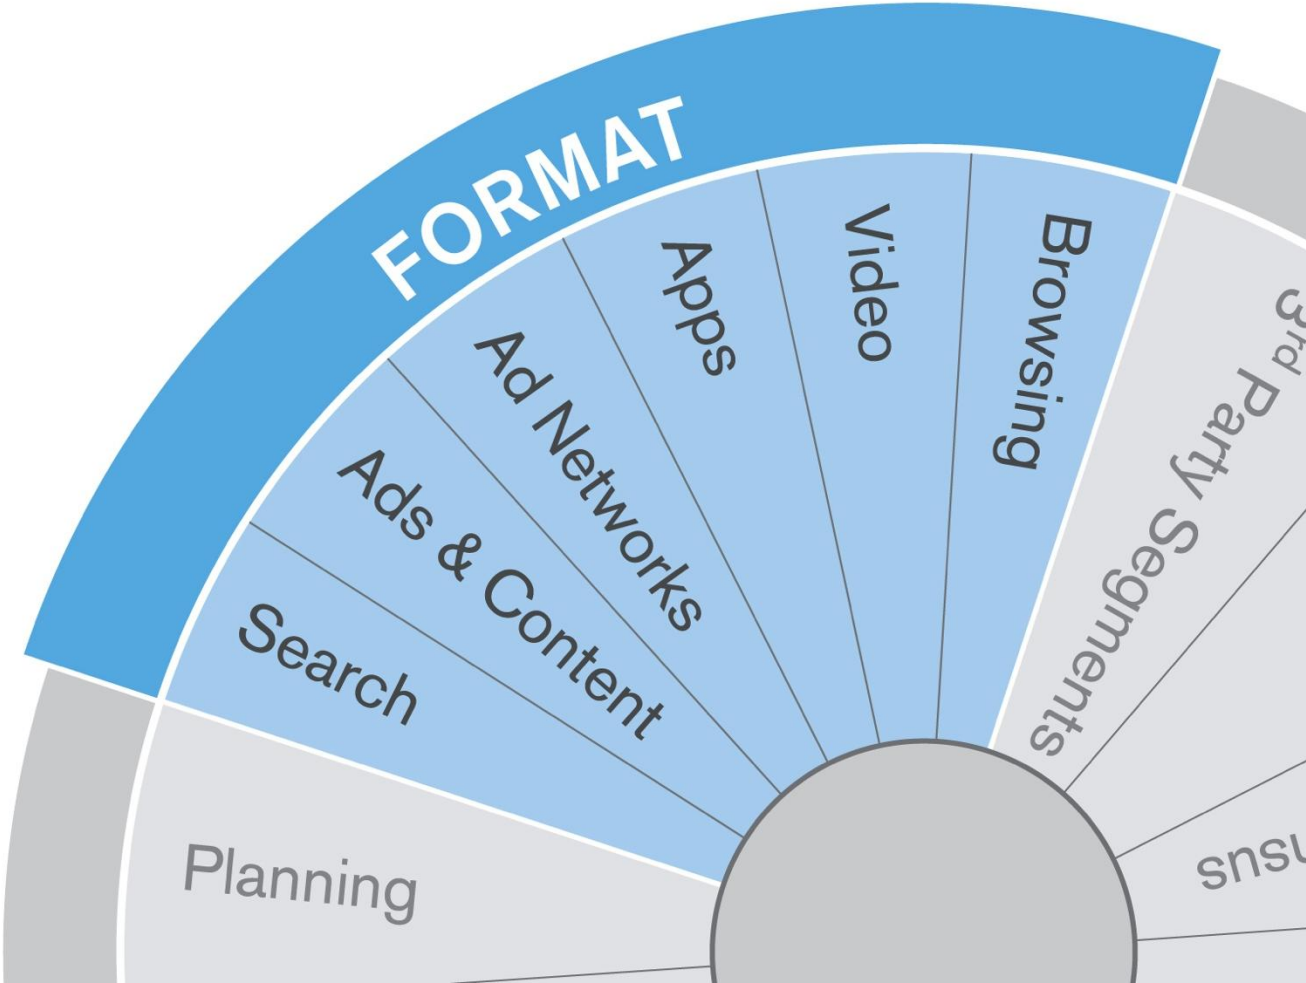 FORMAT
Planning
Search
Ads & Content
Ad Networks
Apps
Video
Browsing
3rd Party Segments